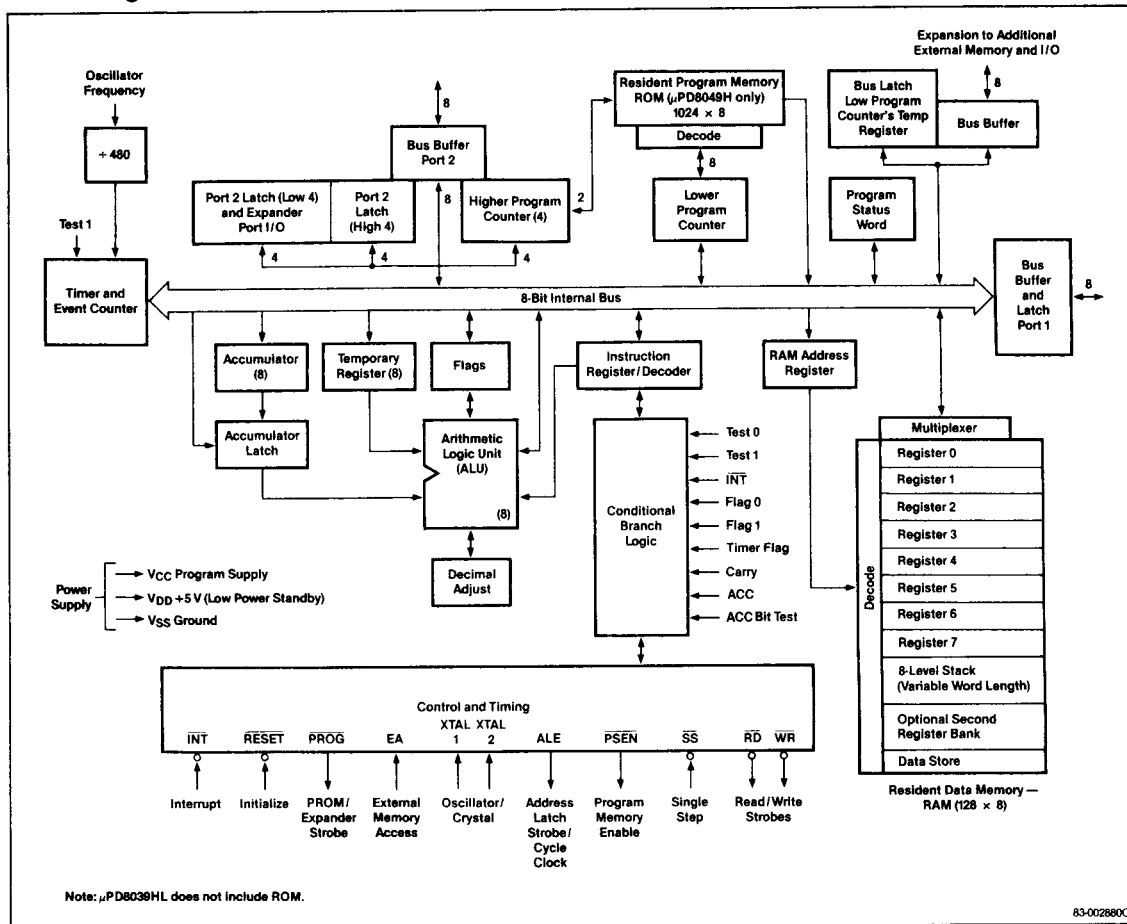 Oscillator
Frequency
÷ 480
Test 1
Timer and
Event Counter
8
Bus Buffer
Port 2
Port 2 Latch (Low 4)
and Expander
Port I/O
Port 2
Latch
(High 4)
8
Higher Program
Counter (4)
2
4
4
4
Resident Program Memory
ROM (µPD8049H only)
1024 × 8
Decode
8
Lower
Program
Counter
Expansion to Additional
External Memory and I/O
8
Bus Latch
Low Program
Counter's Temp
Register
Bus Buffer
Program
Status
Word
8-Bit Internal Bus
Bus
Buffer
and
Latch
Port 1
8
Accumulator
(8)
Temporary
Register (8)
Flags
Instruction
Register/Decoder
RAM Address
Register
Accumulator
Latch
Arithmetic
Logic Unit
(ALU)
(8)
Decimal
Adjust
Conditional
Branch
Logic
Test 0
Test 1
I̅N̅T̅
Flag 0
Flag 1
Timer Flag
Carry
ACC
ACC Bit Test
Multiplexer
Decode
Register 0
Register 1
Register 2
Register 3
Register 4
Register 5
Register 6
Register 7
8-Level Stack
(Variable Word Length)
Optional Second
Register Bank
Data Store
Resident Data Memory —
RAM (128 × 8)
Power
Supply
VCC Program Supply
VDD +5 V (Low Power Standby)
VSS Ground
Control and Timing
I̅N̅T̅ R̅E̅S̅E̅T̅ P̅R̅O̅G̅ EA XTAL 1 XTAL 2 ALE P̅S̅E̅N̅ S̅S̅ R̅D̅ W̅R̅
Interrupt
Initialize
PROM/
Expander
Strobe
External
Memory
Access
Oscillator/
Crystal
Address
Latch
Strobe/
Cycle
Clock
Program
Memory
Enable
Single
Step
Read/Write
Strobes
Note: µPD8039HL does not include ROM.
83-002880C